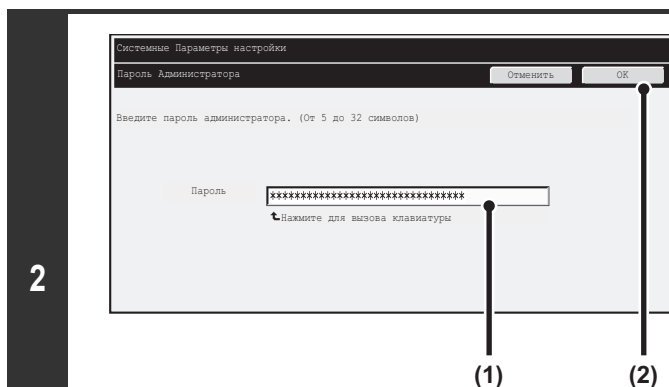 Системные Параметры настройки
Пароль Администратора
Отменить
OK
Введите пароль администратора. (От 5 до 32 символов)
Пароль
********************************
Нажмите для вызова клавиатуры
2
(1)
(2)